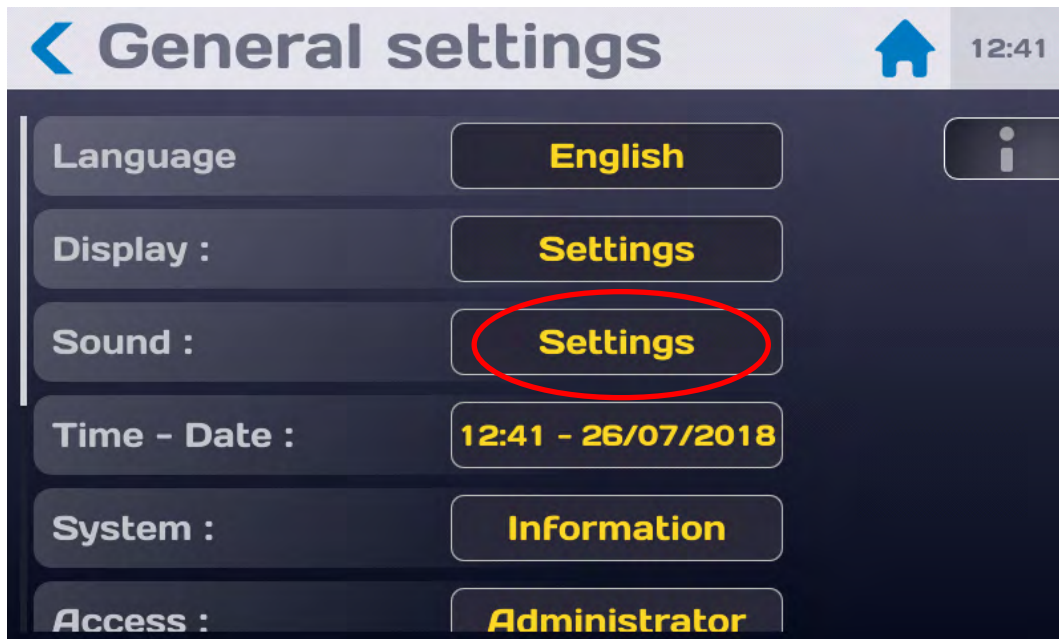 General settings
12:41
Language English
Display : Settings
Sound : Settings
Time - Date : 12:41 - 26/07/2018
System : Information
Access : Administrator